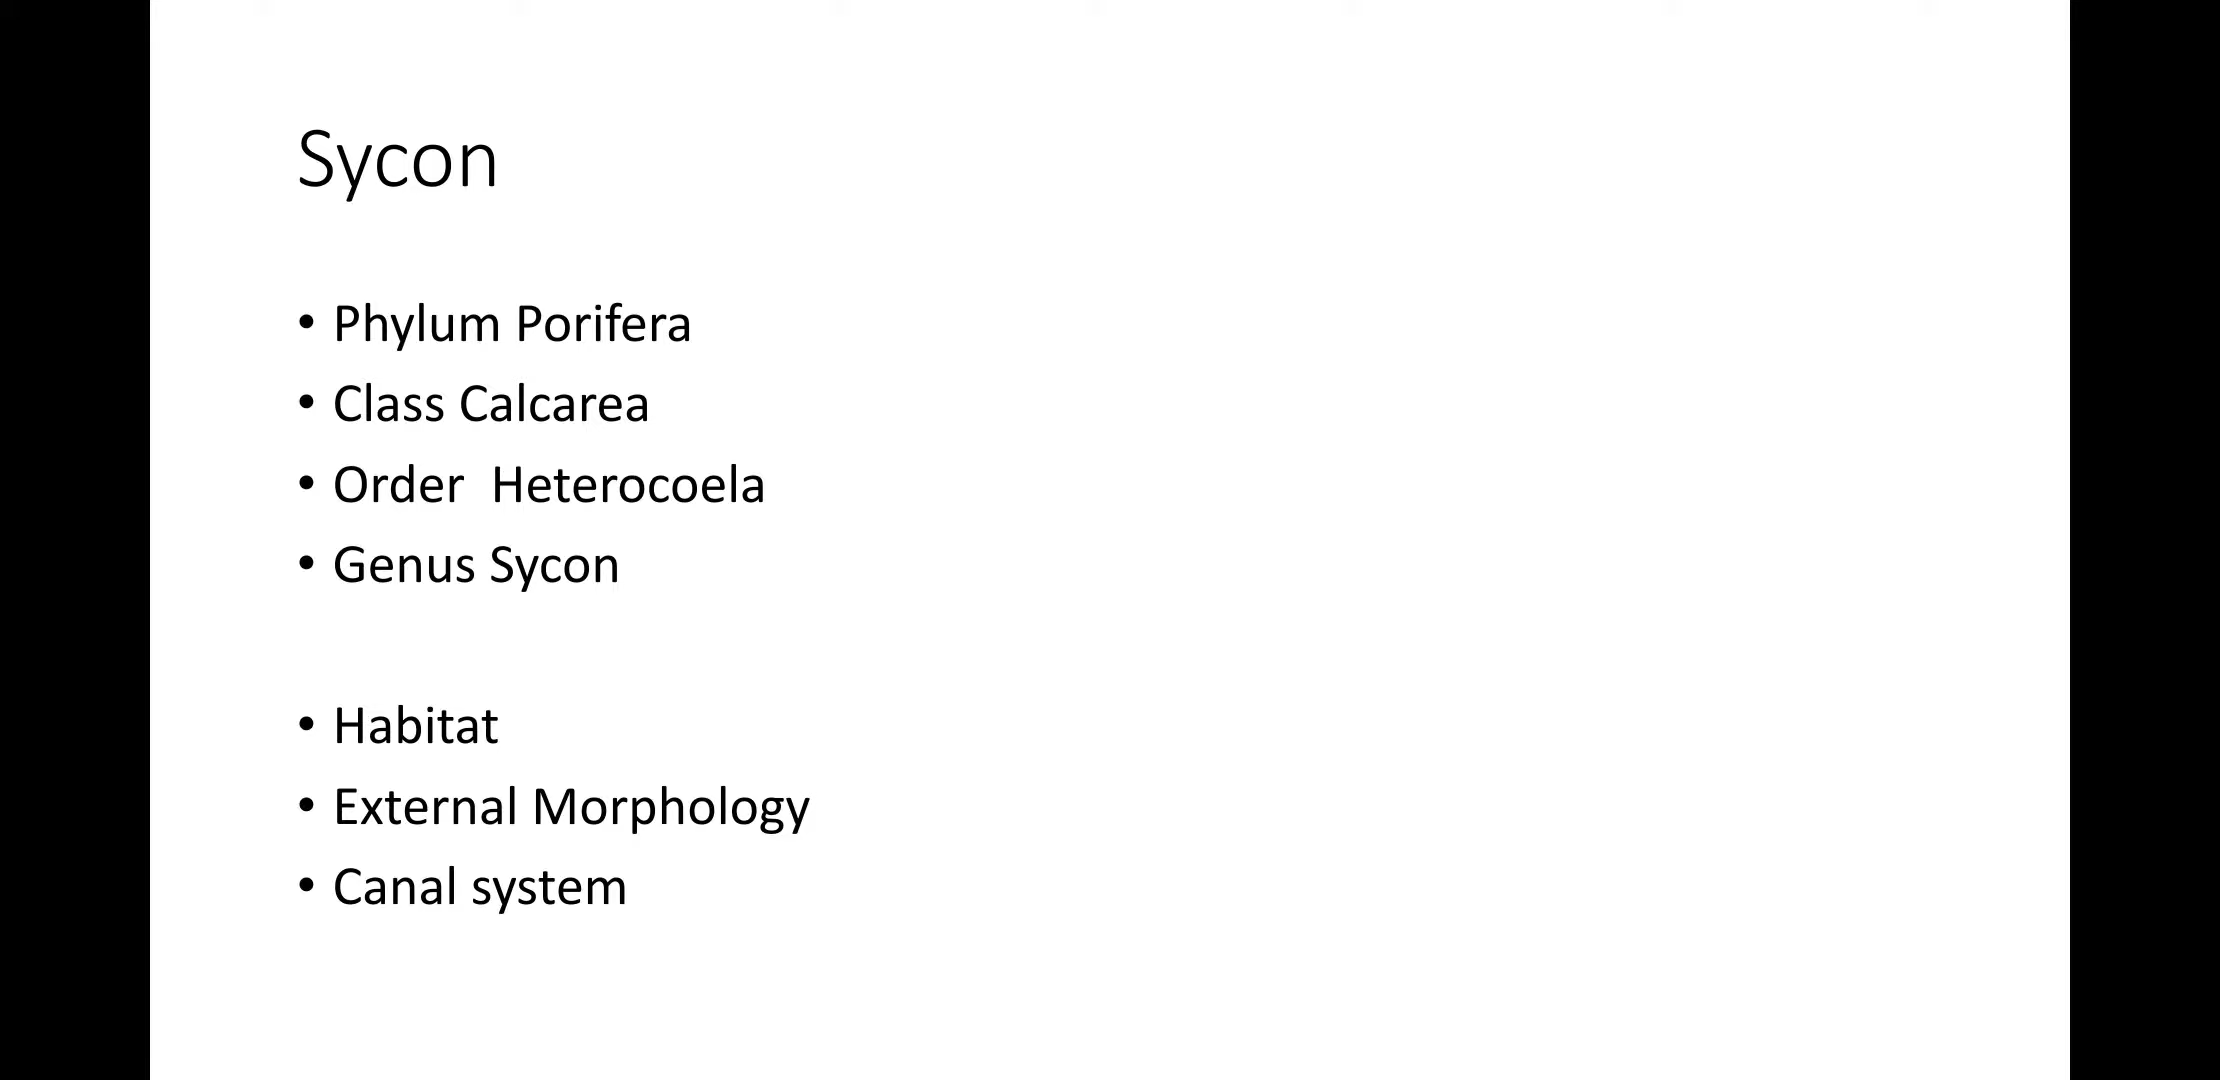 Sycon
• Phylum Porifera
• Class Calcarea
• Order  Heterocoela
• Genus Sycon
• Habitat
• External Morphology
• Canal system